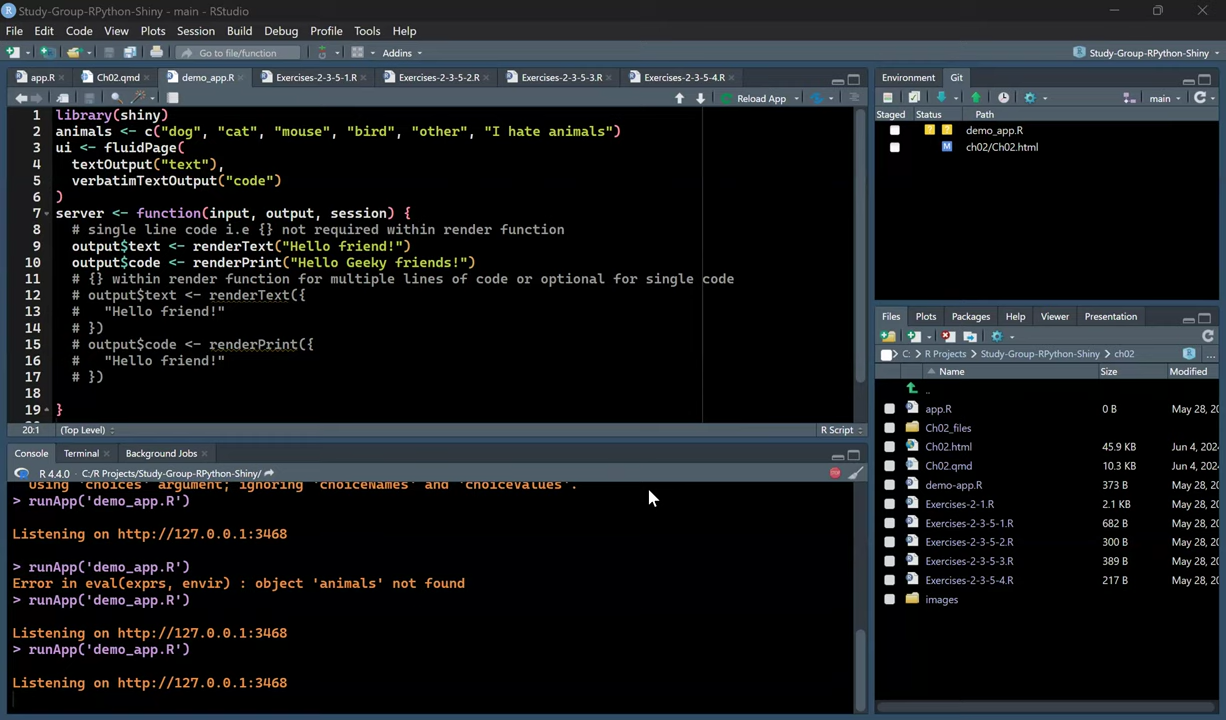 Study-Group-RPython-Shiny - main - RStudio
File Edit Code View Plots Session Build Debug Profile Tools Help
Go to file/function Addins Study-Group-RPython-Shiny
app.R Ch02.qmd demo_app.R Exercises-2-3-5-1.R Exercises-2-3-5-2.R Exercises-2-3-5-3.R Exercises-2-3-5-4.R
Reload App
1 library(shiny)
2 animals <- c("dog", "cat", "mouse", "bird", "other", "I hate animals")
3 ui <- fluidPage(
4 textOutput("text"),
5 verbatimTextOutput("code")
6 )
7 server <- function(input, output, session) {
8 # single line code i.e {} not required within render function
9 output$text <- renderText("Hello friend!")
10 output$code <- renderPrint("Hello Geeky friends!")
11 # {} within render function for multiple lines of code or optional for single code
12 # output$text <- renderText({
13 # "Hello friend!"
14 # })
15 # output$code <- renderPrint({
16 # "Hello friend!"
17 # })
18
19 }
20:1 (Top Level) R Script
Console Terminal Background Jobs
R 4.4.0 · C:/R Projects/Study-Group-RPython-Shiny/
Using 'choices' argument; ignoring 'choiceNames' and 'choiceValues'.
> runApp('demo_app.R')
Listening on http://127.0.0.1:3468
> runApp('demo_app.R')
Error in eval(exprs, envir) : object 'animals' not found
> runApp('demo_app.R')
Listening on http://127.0.0.1:3468
> runApp('demo_app.R')
Listening on http://127.0.0.1:3468
Environment Git
main
Staged Status Path
? ? demo_app.R
M ch02/Ch02.html
Files Plots Packages Help Viewer Presentation
C: > R Projects > Study-Group-RPython-Shiny > ch02 ...
Name Size Modified
..
app.R 0 B May 28, 20
Ch02_files
Ch02.html 45.9 KB Jun 4, 202
Ch02.qmd 10.3 KB Jun 4, 202
demo-app.R 373 B May 28, 20
Exercises-2-1.R 2.1 KB May 28, 20
Exercises-2-3-5-1.R 682 B May 28, 20
Exercises-2-3-5-2.R 300 B May 28, 20
Exercises-2-3-5-3.R 389 B May 28, 20
Exercises-2-3-5-4.R 217 B May 28, 20
images